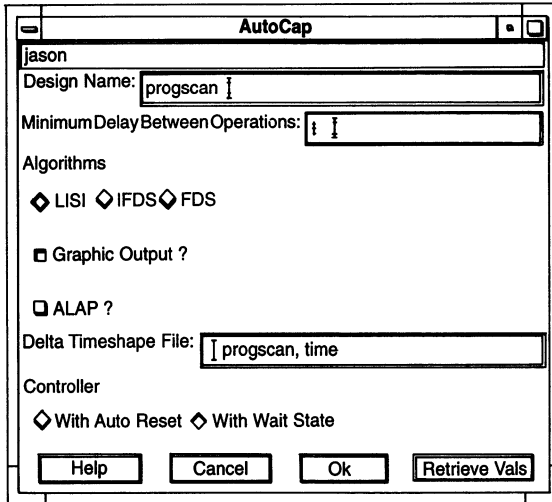 AutoCap
jason
Design Name: progscan
Minimum Delay Between Operations:
Algorithms
LISI IFDS FDS
Graphic Output ?
ALAP ?
Delta Timeshape File: progscan, time
Controller
With Auto Reset With Wait State
Help Cancel Ok Retrieve Vals